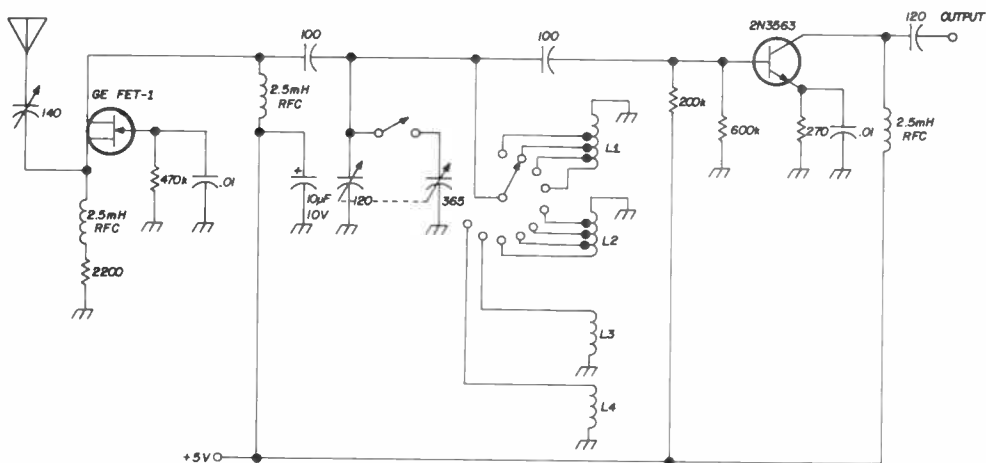 140
GE FET-1
2.5mH
RFC
2200
470k
.01
2.5mH
RFC
100
10µF
10V
120
365
100
L1
L2
L3
L4
200k
600k
2N3563
270
.01
120
OUTPUT
2.5mH
RFC
+5V